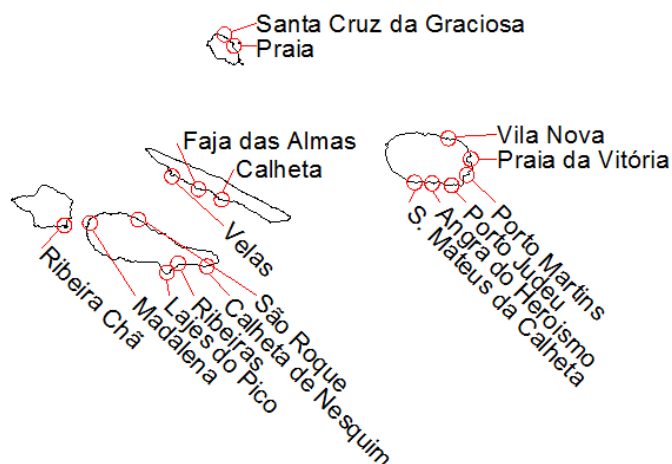 Santa Cruz da Graciosa
Praia
Faja das Almas
Calheta
Velas
Vila Nova
Praia da Vitória
Porto Martins
Porto Judeu
Angra do Heroismo
S. Mateus da Calheta
Ribeira Chã
Madalena
Lajes do Pico
Ribeiras
Calheta de Nesquim
São Roque